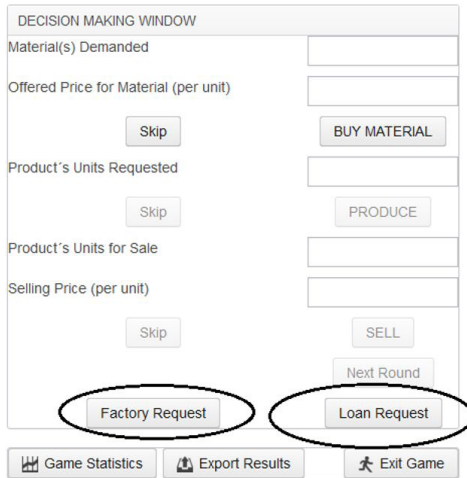 DECISION MAKING WINDOW
Material(s) Demanded
Offered Price for Material (per unit)
Skip BUY MATERIAL
Product´s Units Requested
Skip PRODUCE
Product´s Units for Sale
Selling Price (per unit)
Skip SELL
Next Round
Factory Request Loan Request
Game Statistics Export Results Exit Game